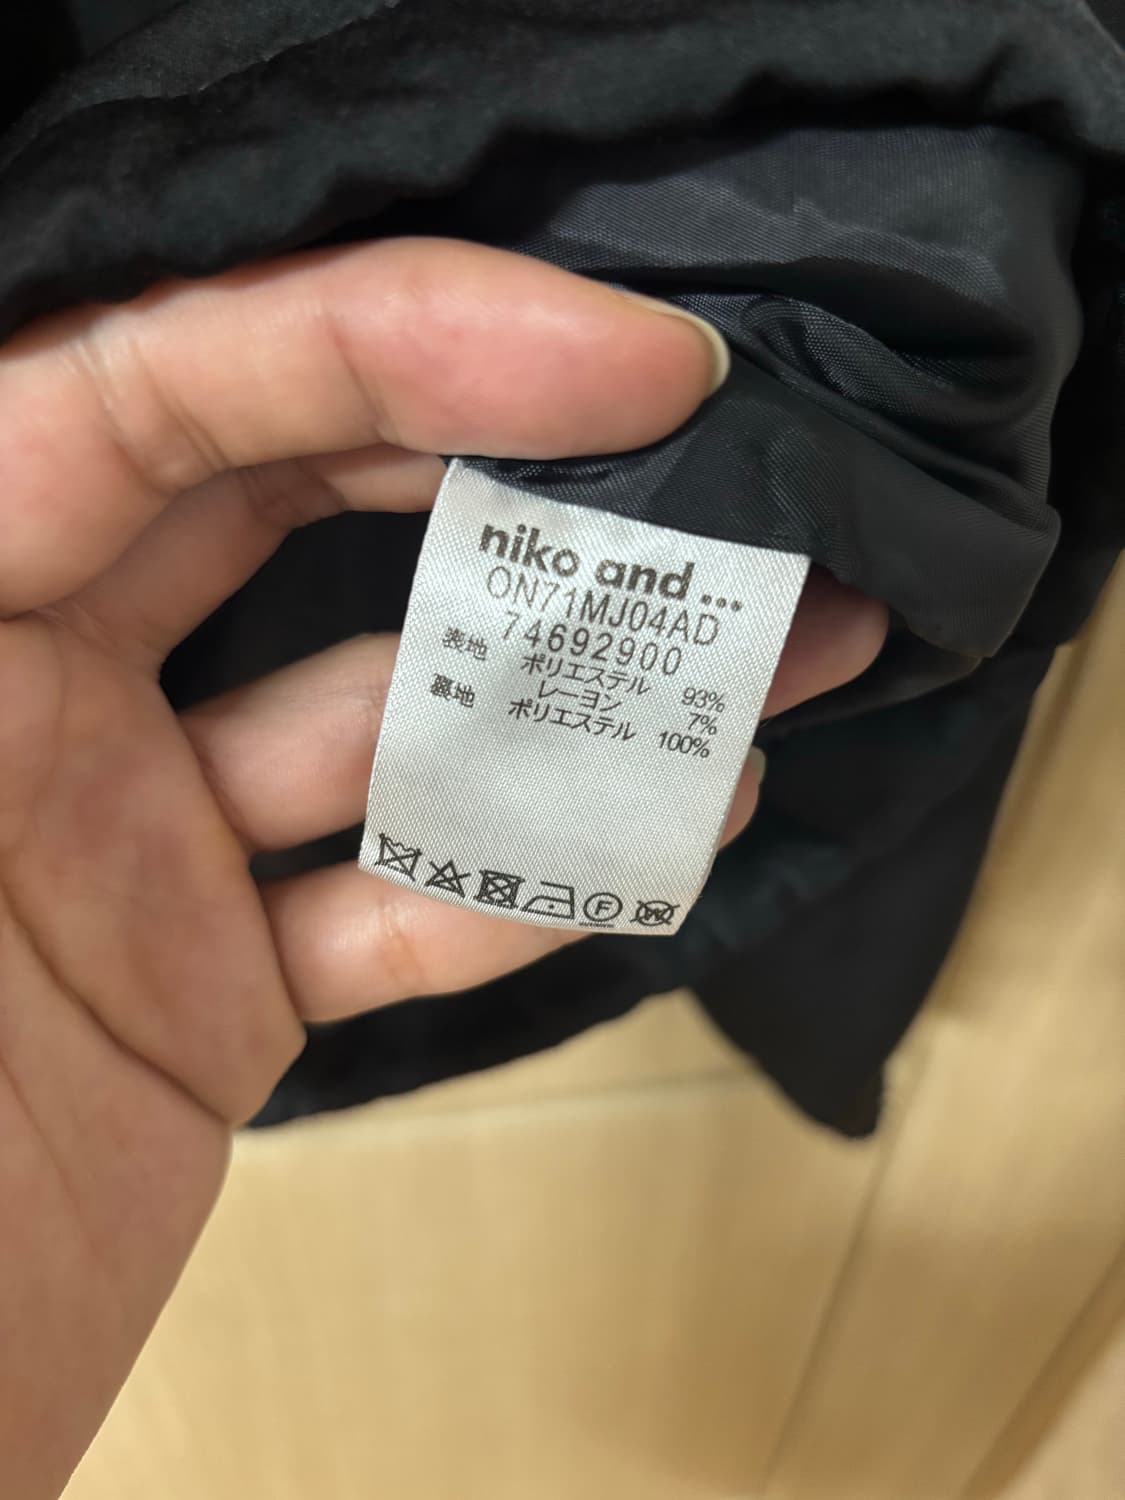 niko and...
ON71MJ04AD
74692900
表地 ポリエステル 93%
レーヨン 7%
裏地 ポリエステル 100%
F
W